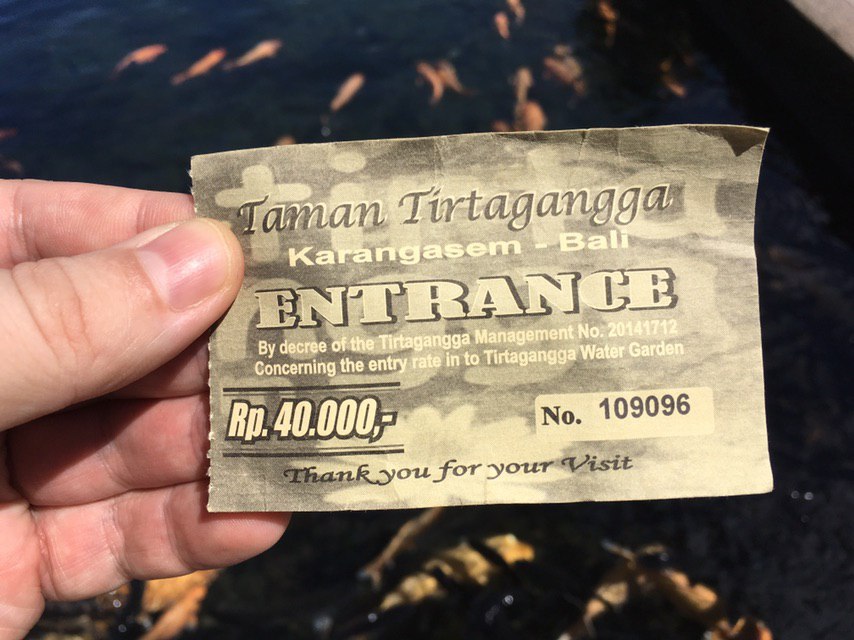 Taman Tirtagangga
Karangasem - Bali
ENTRANCE
By decree of the Tirtagangga Management No. 20141712
Concerning the entry rate in to Tirtagangga Water Garden
Rp. 40.000,-
No. 109096
Thank you for your Visit